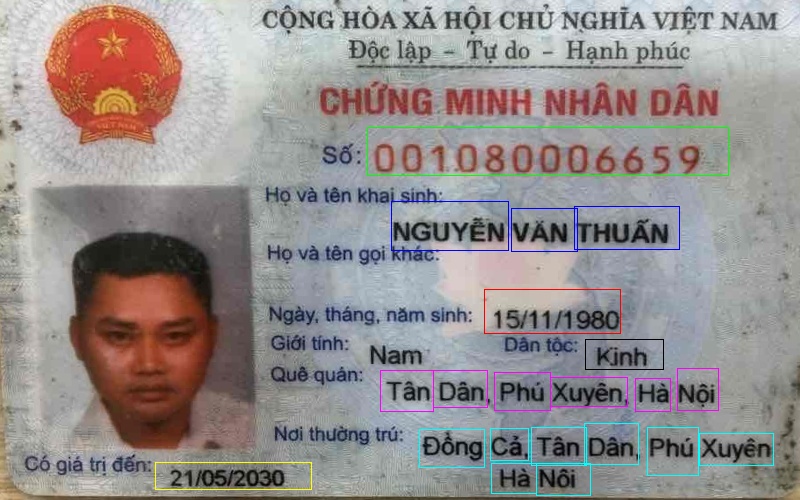 CỘNG HÒA XÃ HỘI CHỦ NGHĨA VIỆT NAM
Độc lập - Tự do - Hạnh phúc
CHỨNG MINH NHÂN DÂN
Số: 001080006659
Họ và tên khai sinh:
NGUYỄN VĂN THUẤN
Họ và tên gọi khác:
Ngày, tháng, năm sinh: 15/11/1980
Giới tính: Nam Dân tộc: Kinh
Quê quán: Tân Dân, Phú Xuyên, Hà Nội
Nơi thường trú: Đồng Cả, Tân Dân, Phú Xuyên
Hà Nội
Có giá trị đến: 21/05/2030
VIỆT NAM